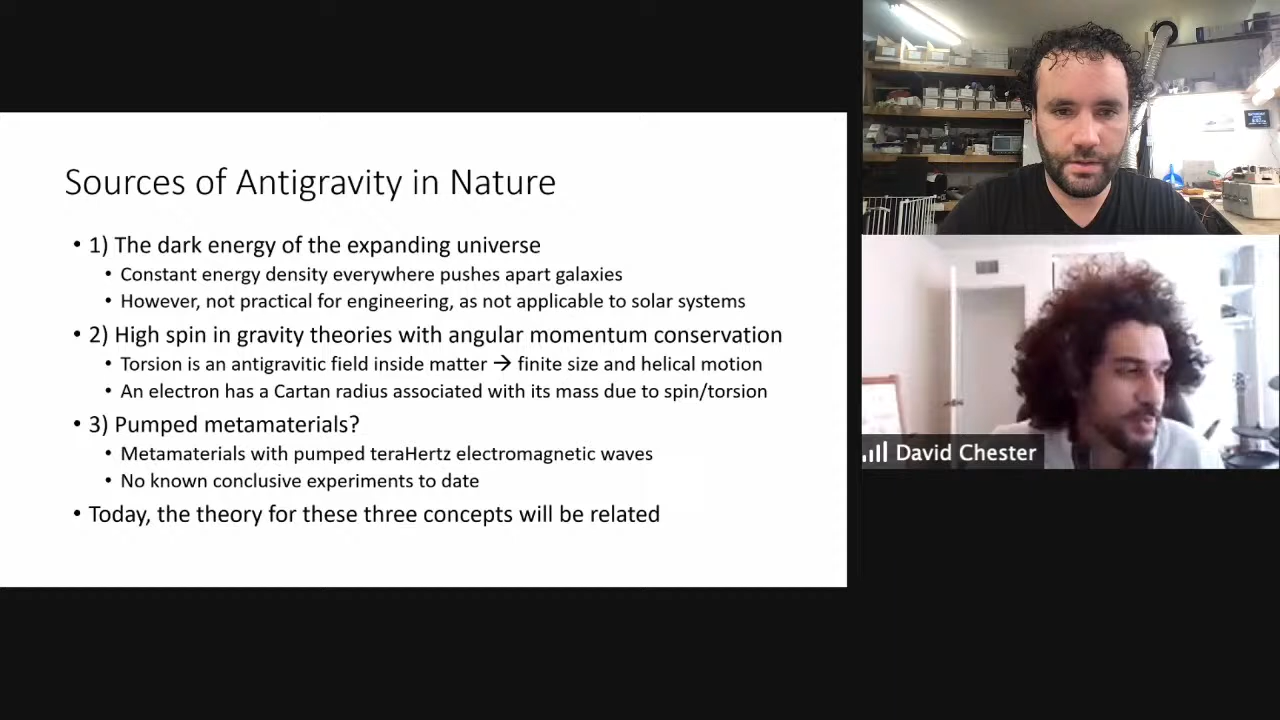 Sources of Antigravity in Nature
• 1) The dark energy of the expanding universe
• Constant energy density everywhere pushes apart galaxies
• However, not practical for engineering, as not applicable to solar systems
• 2) High spin in gravity theories with angular momentum conservation
• Torsion is an antigravitic field inside matter → finite size and helical motion
• An electron has a Cartan radius associated with its mass due to spin/torsion
• 3) Pumped metamaterials?
• Metamaterials with pumped teraHertz electromagnetic waves
• No known conclusive experiments to date
• Today, the theory for these three concepts will be related
David Chester